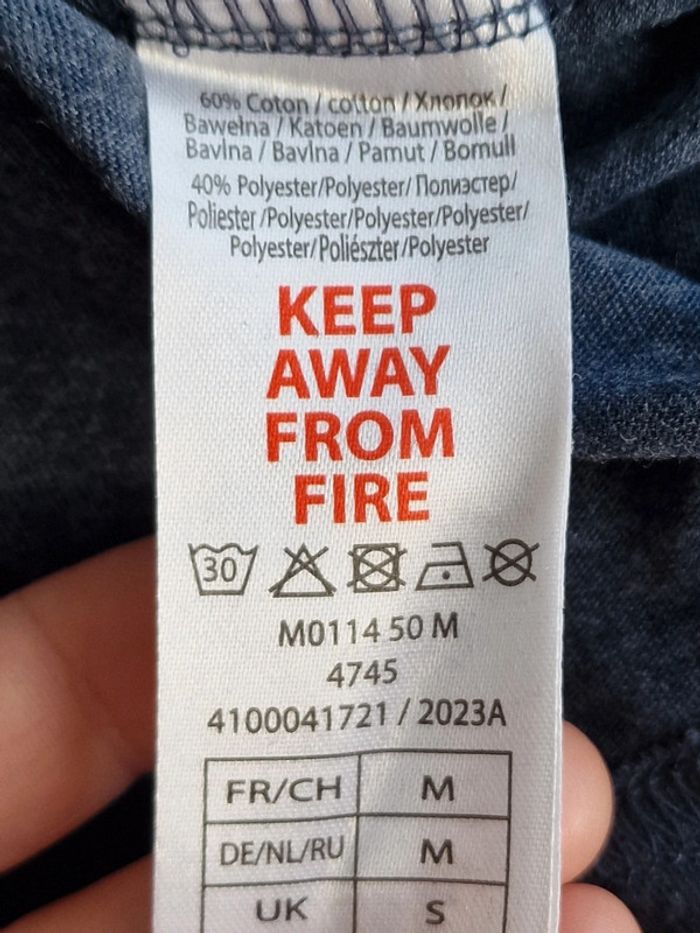 60% Coton / cotton / Хлопок /
Bawełna / Katoen / Baumwolle /
Bavlna / Bavlna / Pamut / Bomull
40% Polyester/Polyester/ Полиэстер/
Poliester /Polyester/Polyester/Polyester/
Polyester/Poliészter/Polyester
KEEP
AWAY
FROM
FIRE
30
M0114 50 M
4745
4100041721 / 2023A
FR/CH M
DE/NL/RU M
UK S